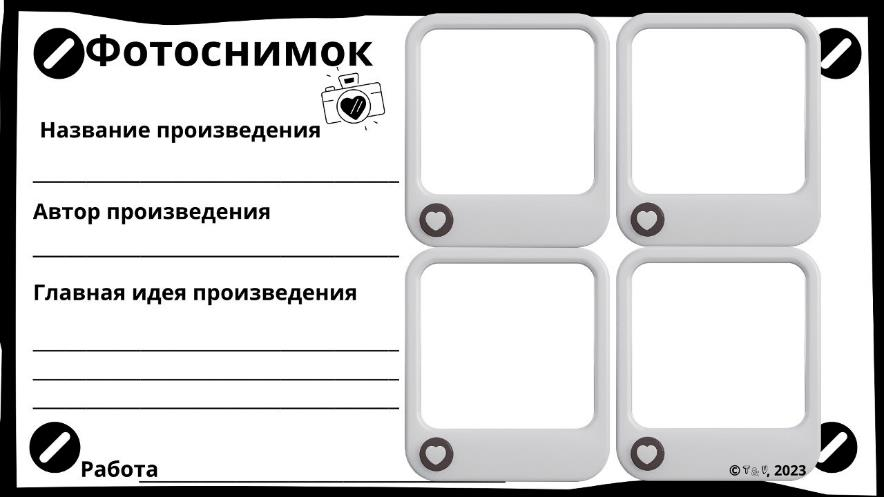 Фотоснимок
Название произведения
Автор произведения
Главная идея произведения
Работа
© T & U, 2023